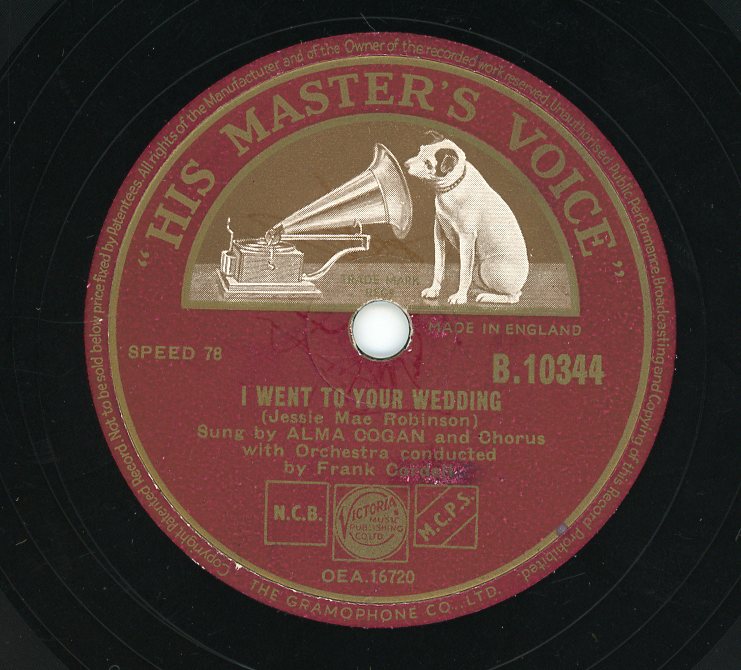 Copyright Patented Record. Not to be sold below price fixed by Patentees. All rights of the Manufacturer and of the Owner of the recorded work reserved. Unauthorised Public Performance, Broadcasting and Copying of this Record Prohibited.
"HIS MASTER'S VOICE"
TRADE MARK
MADE IN ENGLAND
SPEED 78
B.10344
I WENT TO YOUR WEDDING
(Jessie Mae Robinson)
Sung by ALMA COGAN and Chorus
with Orchestra conducted
by Frank
N.C.B.
VICTORIA
MUSIC
PUBLISHING
CO LTD.
M.C.P.S.
OEA.16720
THE GRAMOPHONE CO., LTD.